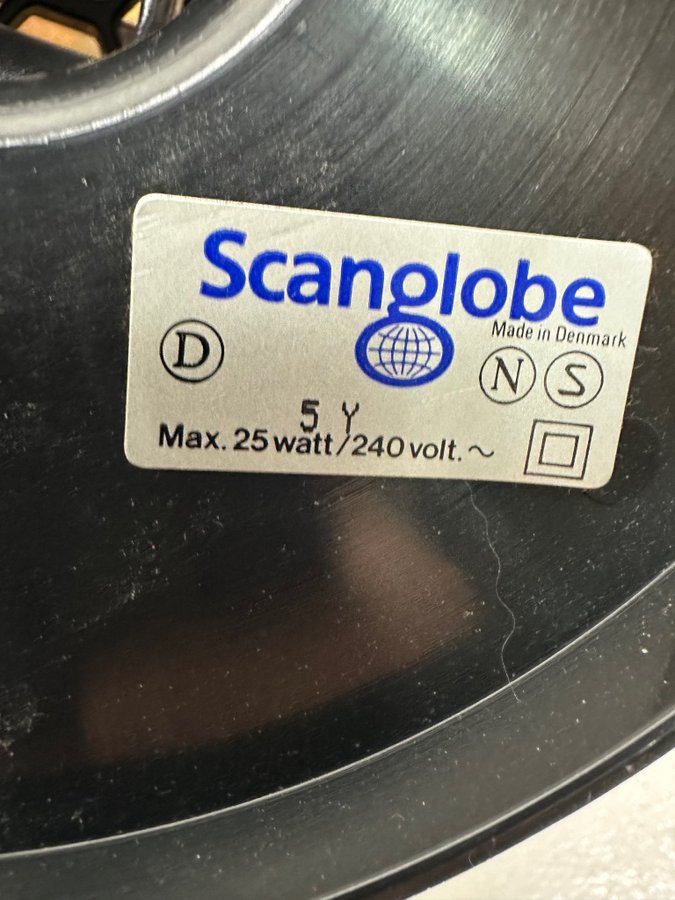 Scanglobe
Made in Denmark
D
N S
5 Y
Max. 25 watt/240 volt. ~